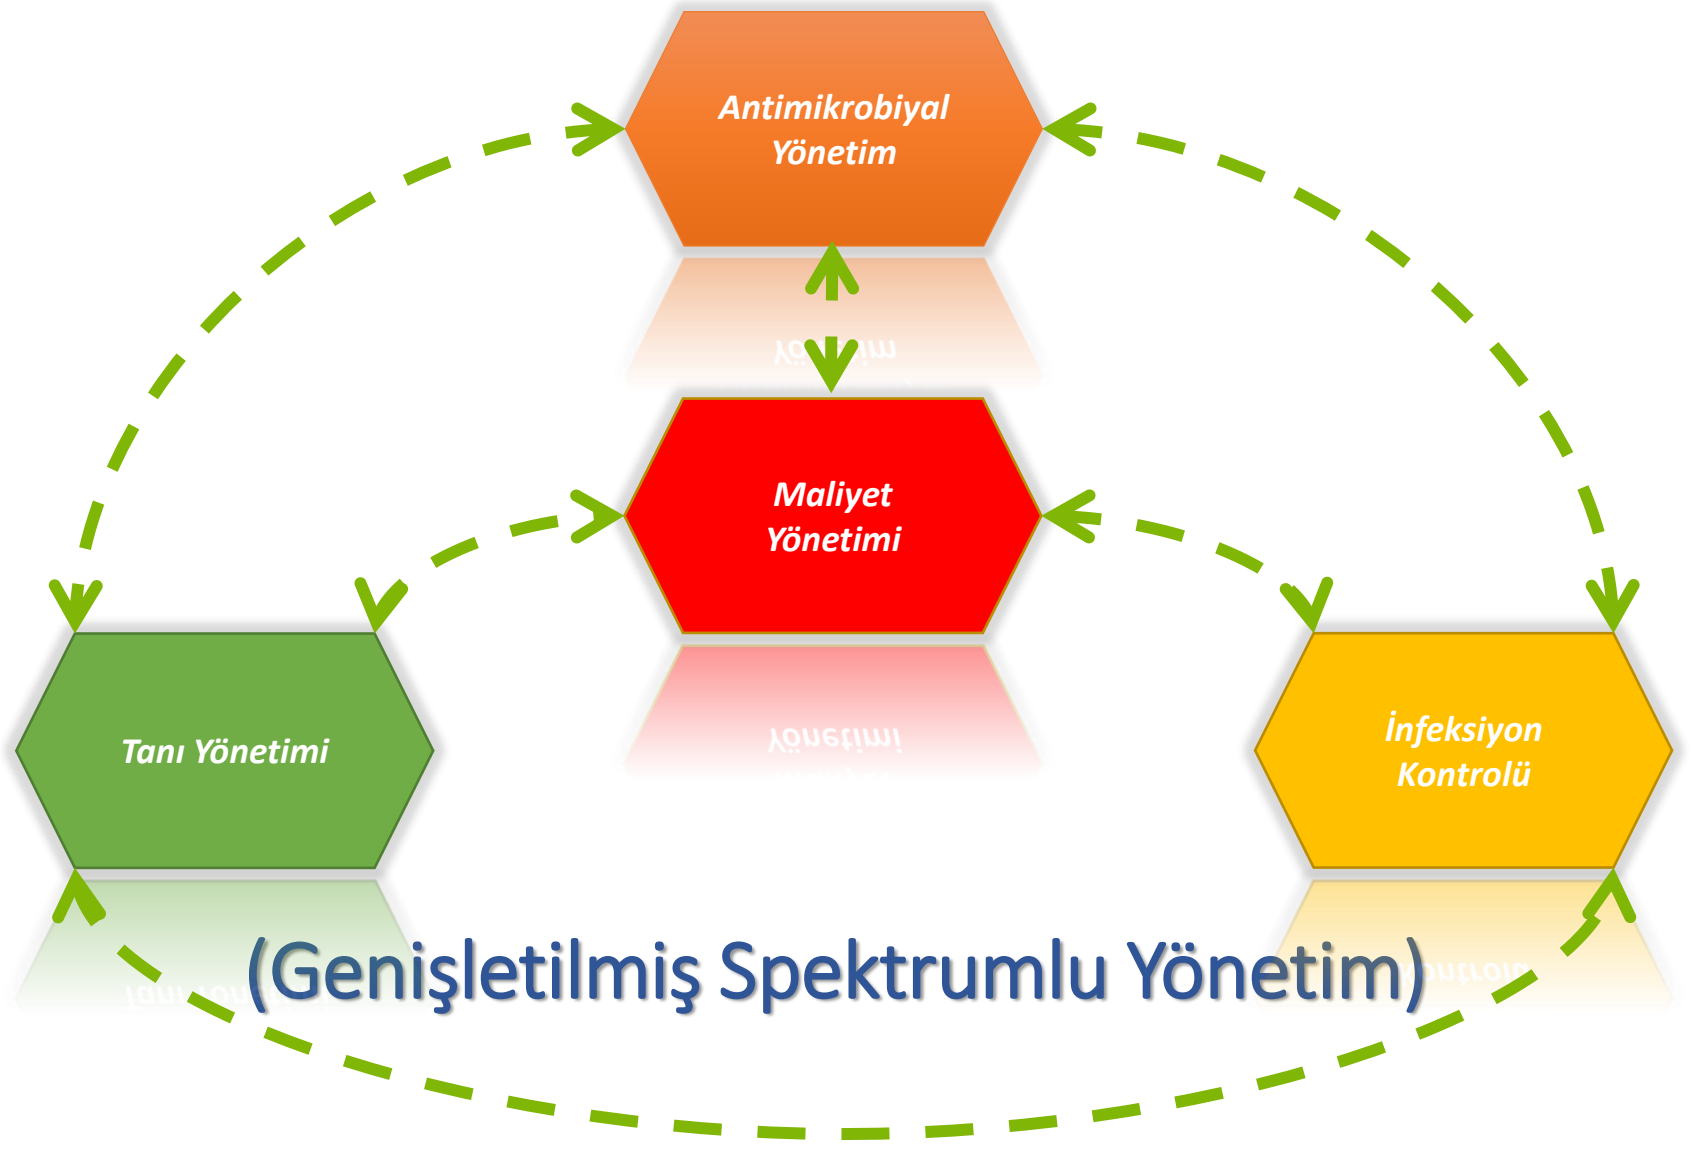 Antimikrobiyal
Yönetim
Maliyet
Yönetimi
Tanı Yönetimi
İnfeksiyon
Kontrolü
(Genişletilmiş Spektrumlu Yönetim)